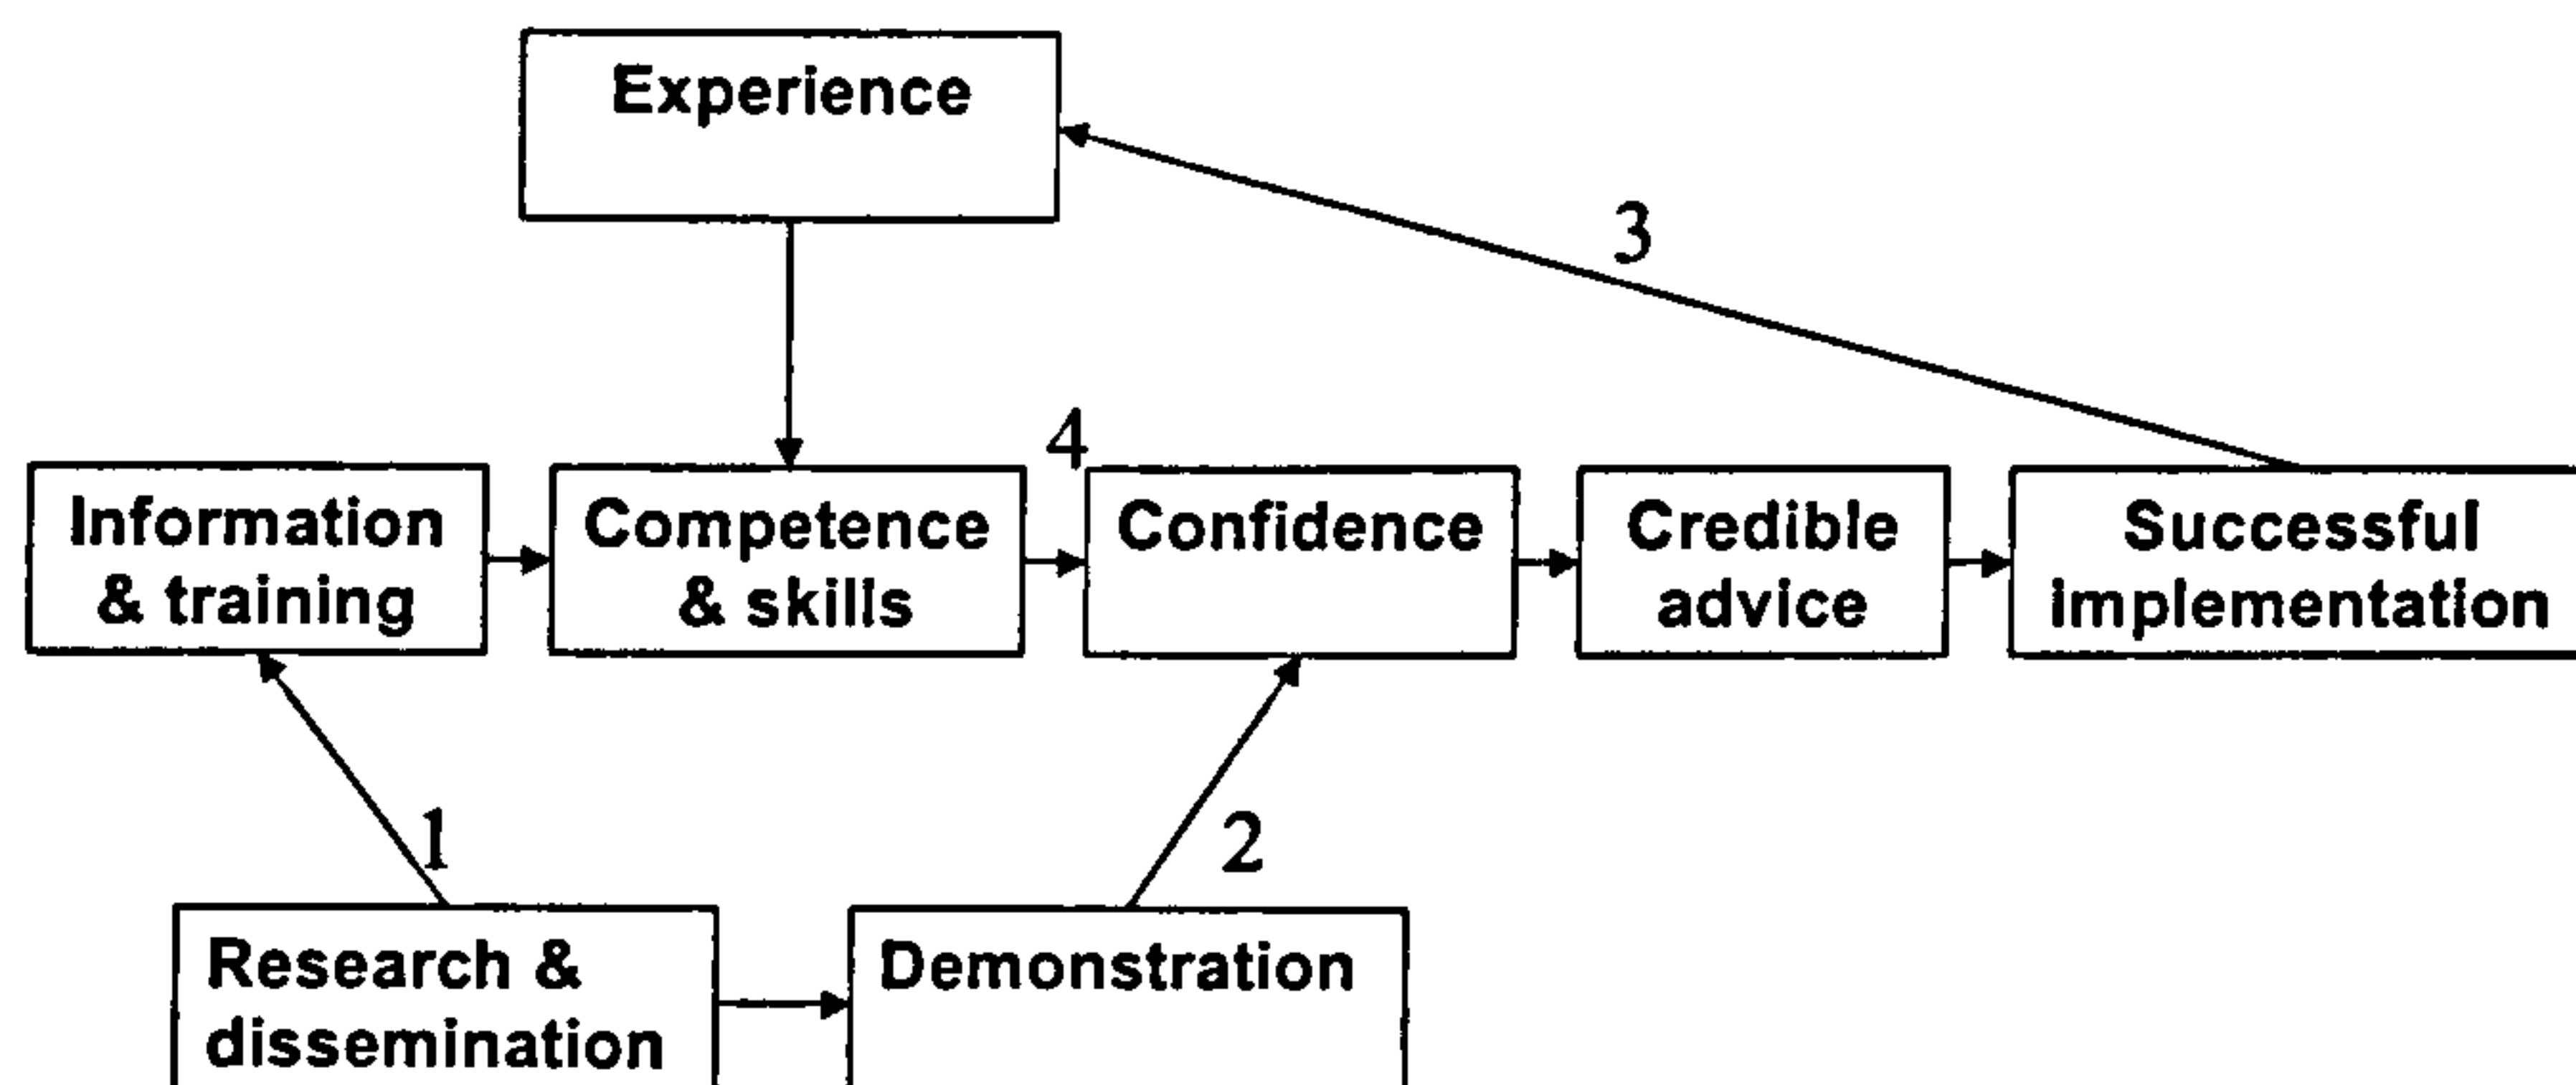 Experience
3
4
Information
& training
Competence
& skills
Confidence
Credible
advice
Successful
implementation
1
2
Research &
dissemination
Demonstration